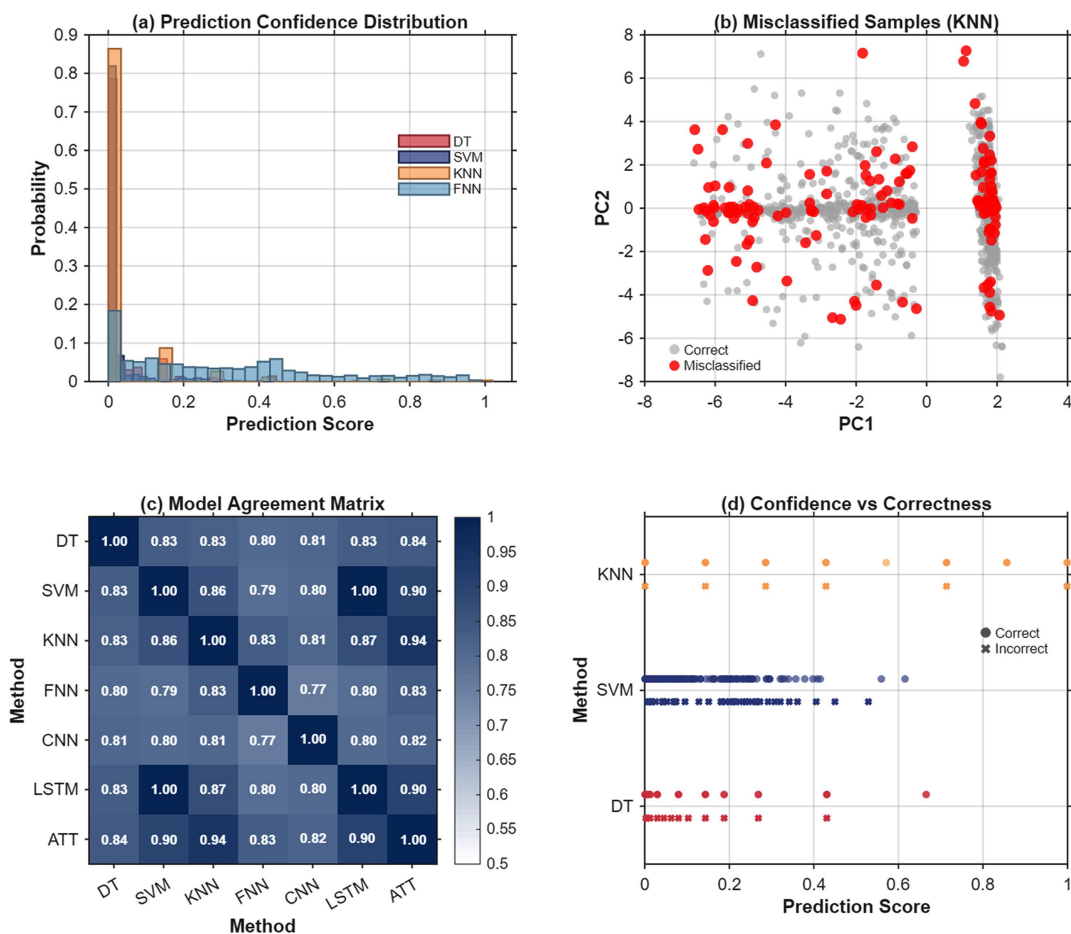 (a) Prediction Confidence Distribution
0.9
0.8
0.7
0.6
0.5
0.4
0.3
0.2
0.1
0
Probability
DT
SVM
KNN
FNN
0 0.2 0.4 0.6 0.8 1
Prediction Score
(b) Misclassified Samples (KNN)
8
6
4
2
0
-2
-4
-6
-8
PC2
Correct
Misclassified
-8 -6 -4 -2 0 2 4
PC1
(c) Model Agreement Matrix
Method
DT 1.00 0.83 0.83 0.80 0.81 0.83 0.84
SVM 0.83 1.00 0.86 0.79 0.80 1.00 0.90
KNN 0.83 0.86 1.00 0.83 0.81 0.87 0.94
FNN 0.80 0.79 0.83 1.00 0.77 0.80 0.83
CNN 0.81 0.80 0.81 0.77 1.00 0.80 0.82
LSTM 0.83 1.00 0.87 0.80 0.80 1.00 0.90
ATT 0.84 0.90 0.94 0.83 0.82 0.90 1.00
DT SVM KNN FNN CNN LSTM ATT
Method
1
0.95
0.9
0.85
0.8
0.75
0.7
0.65
0.6
0.55
0.5
(d) Confidence vs Correctness
KNN
SVM
DT
Method
Correct
Incorrect
0 0.2 0.4 0.6 0.8 1
Prediction Score